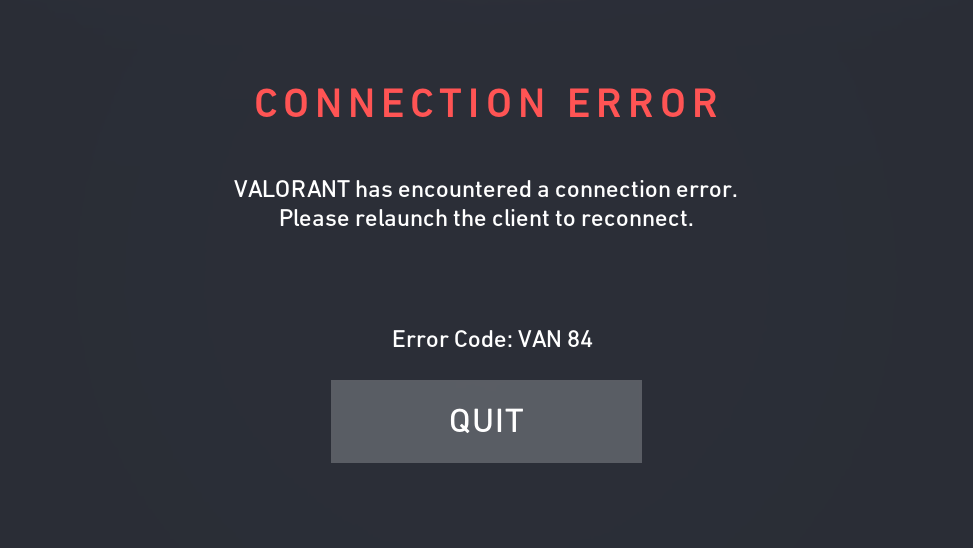 CONNECTION ERROR
VALORANT has encountered a connection error.
Please relaunch the client to reconnect.
Error Code: VAN 84
QUIT